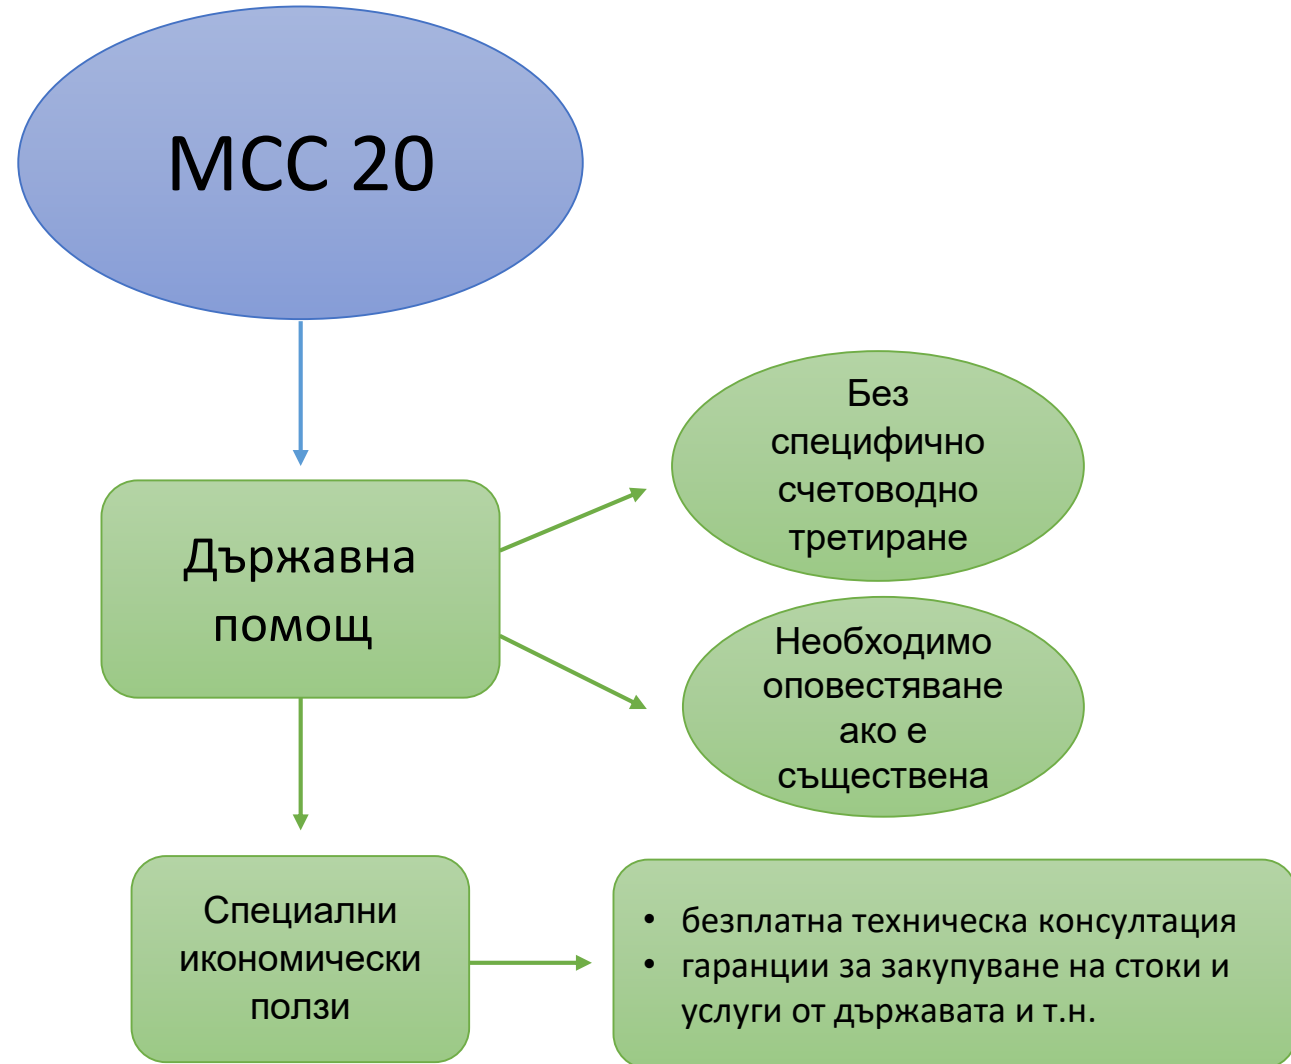 МСС 20
Без
специфично
счетоводно
третиране
Държавна
помощ
Необходимо
оповестяване
ако е
съществена
Специални
икономически
ползи
• безплатна техническа консултация
• гаранции за закупуване на стоки и
услуги от държавата и т.н.